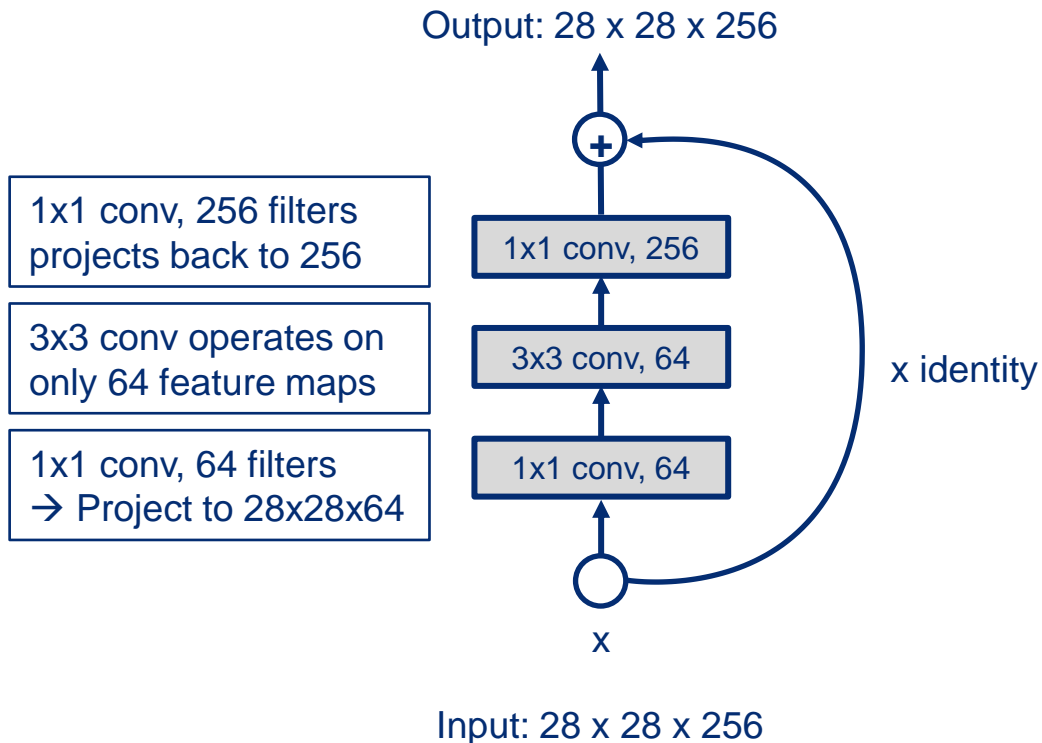 Output: 28 x 28 x 256
+
1x1 conv, 256 filters
projects back to 256
1x1 conv, 256
3x3 conv operates on
only 64 feature maps
3x3 conv, 64
x identity
1x1 conv, 64 filters
→ Project to 28x28x64
1x1 conv, 64
x
Input: 28 x 28 x 256